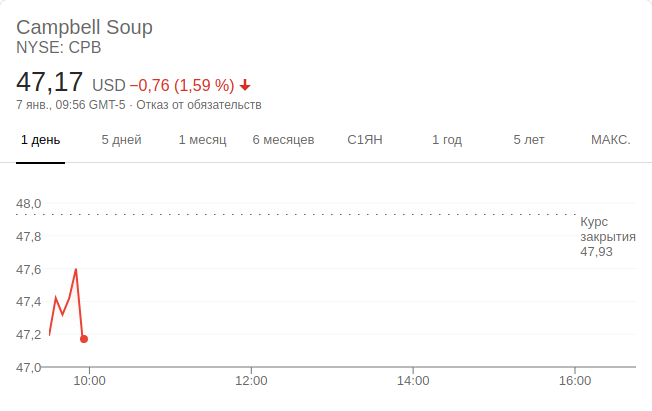 Campbell Soup
NYSE: CPB
47,17 USD −0,76 (1,59 %)
7 янв., 09:56 GMT-5 · Отказ от обязательств
1 день 5 дней 1 месяц 6 месяцев С1ЯН 1 год 5 лет МАКС.
48,0
Курс
закрытия
47,93
47,8
47,6
47,4
47,2
47,0
10:00 12:00 14:00 16:00